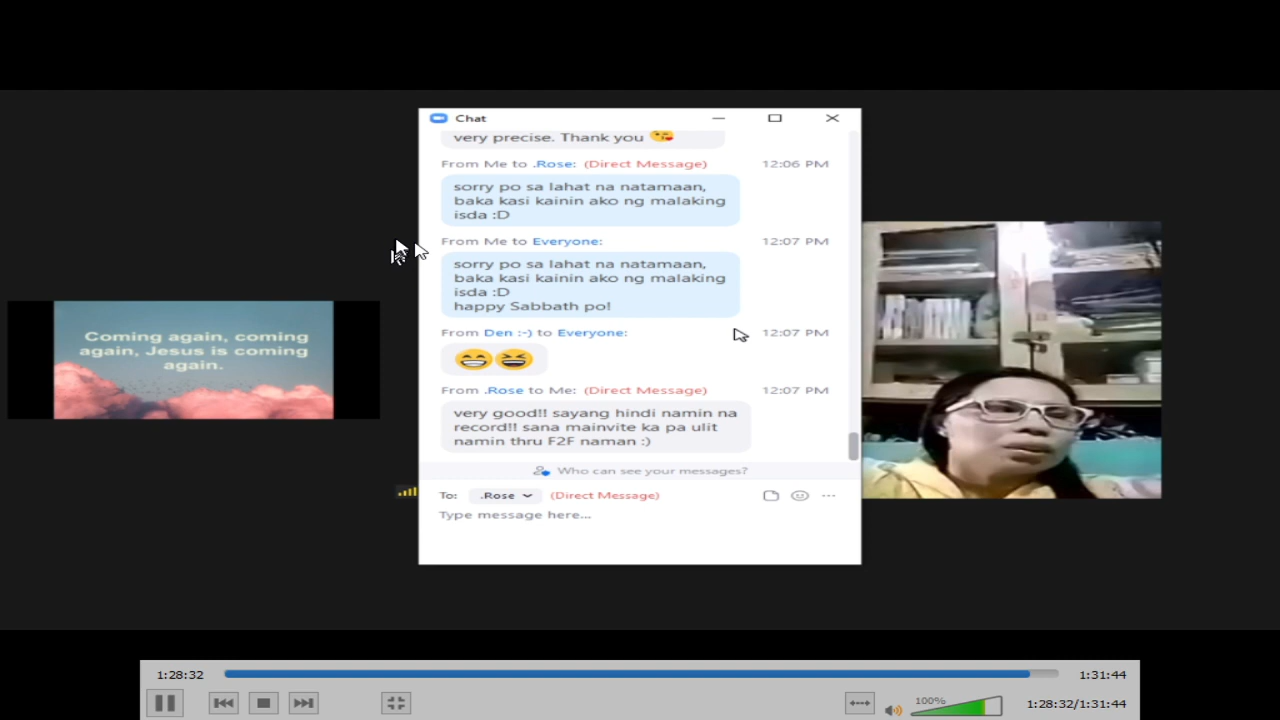 Chat
very precise. Thank you 😘
From Me to .Rose: (Direct Message) 12:06 PM
sorry po sa lahat na natamaan,
baka kasi kainin ako ng malaking
isda :D
From Me to Everyone: 12:07 PM
sorry po sa lahat na natamaan,
baka kasi kainin ako ng malaking
isda :D
happy Sabbath po!
From Den :-) to Everyone: 12:07 PM
😁😆
From .Rose to Me: (Direct Message) 12:07 PM
very good!! sayang hindi namin na
record!! sana mainvite ka pa ulit
namin thru F2F naman :)
Who can see your messages?
To: .Rose (Direct Message)
Type message here...
Coming again, coming
again, Jesus is coming
again.
1:28:32 1:31:44
100% 1:28:32/1:31:44